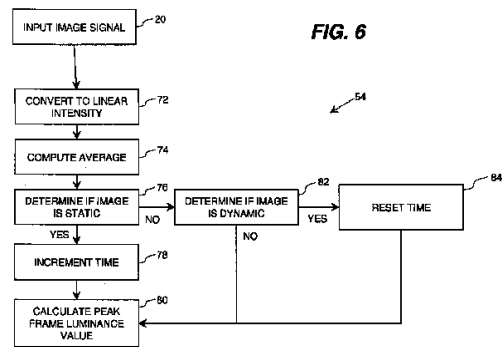 INPUT IMAGE SIGNAL
20
FIG. 6
CONVERT TO LINEAR
INTENSITY
72
64
COMPUTE AVERAGE
74
DETERMINE IF IMAGE
IS STATIC
76
NO
DETERMINE IF IMAGE
IS DYNAMIC
82
YES
RESET TIME
84
YES
NO
INCREMENT TIME
78
CALCULATE PEAK
FRAME LUMINANCE
VALUE
80